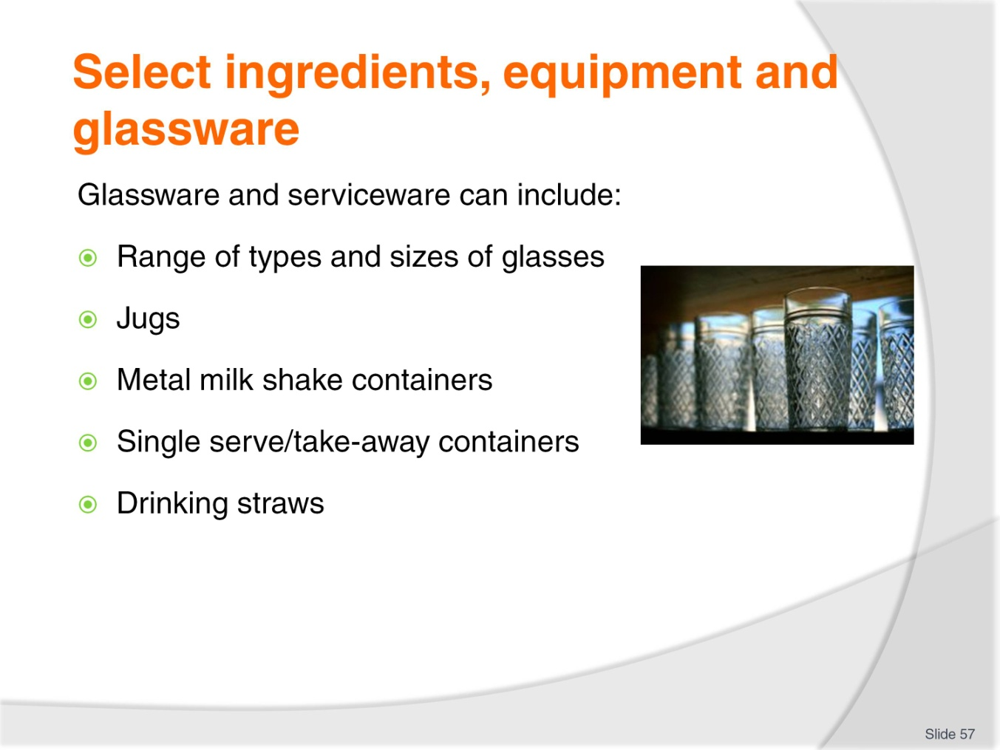 Select ingredients, equipment and
glassware
Glassware and serviceware can include:
Range of types and sizes of glasses
Jugs
Metal milk shake containers
Single serve/take-away containers
Drinking straws
Slide 57